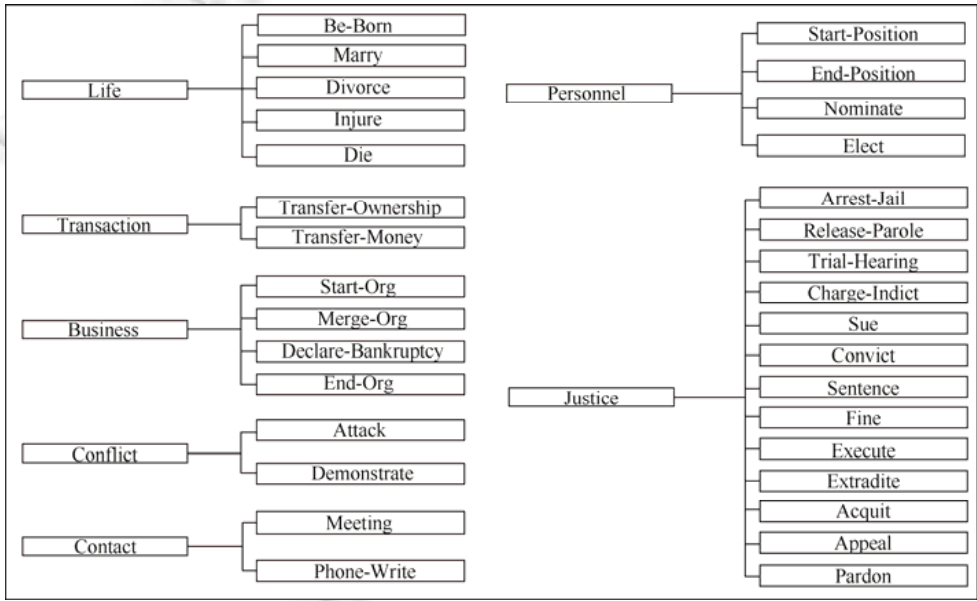 Life
Be-Born
Marry
Divorce
Injure
Die
Transaction
Transfer-Ownership
Transfer-Money
Business
Start-Org
Merge-Org
Declare-Bankruptcy
End-Org
Conflict
Attack
Demonstrate
Contact
Meeting
Phone-Write
Personnel
Start-Position
End-Position
Nominate
Elect
Justice
Arrest-Jail
Release-Parole
Trial-Hearing
Charge-Indict
Sue
Convict
Sentence
Fine
Execute
Extradite
Acquit
Appeal
Pardon